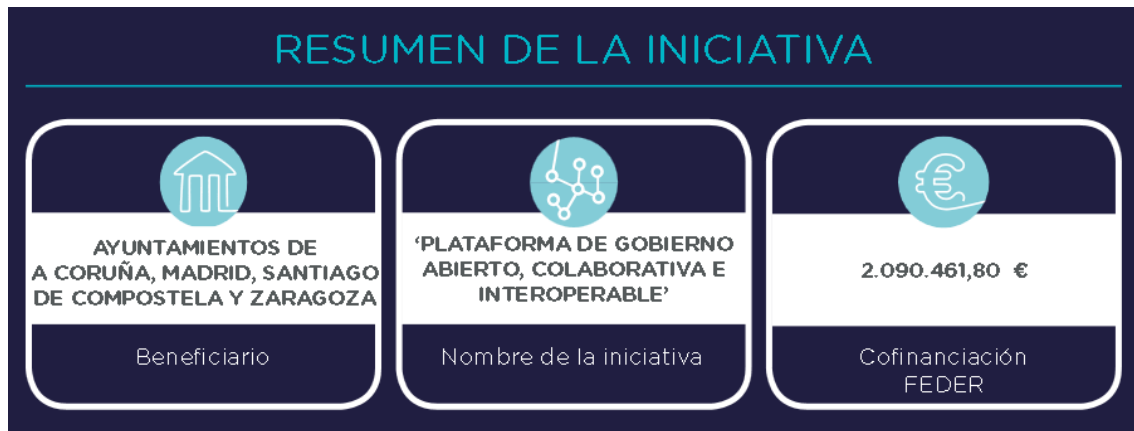 RESUMEN DE LA INICIATIVA
AYUNTAMIENTOS DE
A CORUÑA, MADRID, SANTIAGO
DE COMPOSTELA Y ZARAGOZA
Beneficiario
‘PLATAFORMA DE GOBIERNO
ABIERTO, COLABORATIVA E
INTEROPERABLE’
Nombre de la iniciativa
2.090.461,80 €
Cofinanciación
FEDER